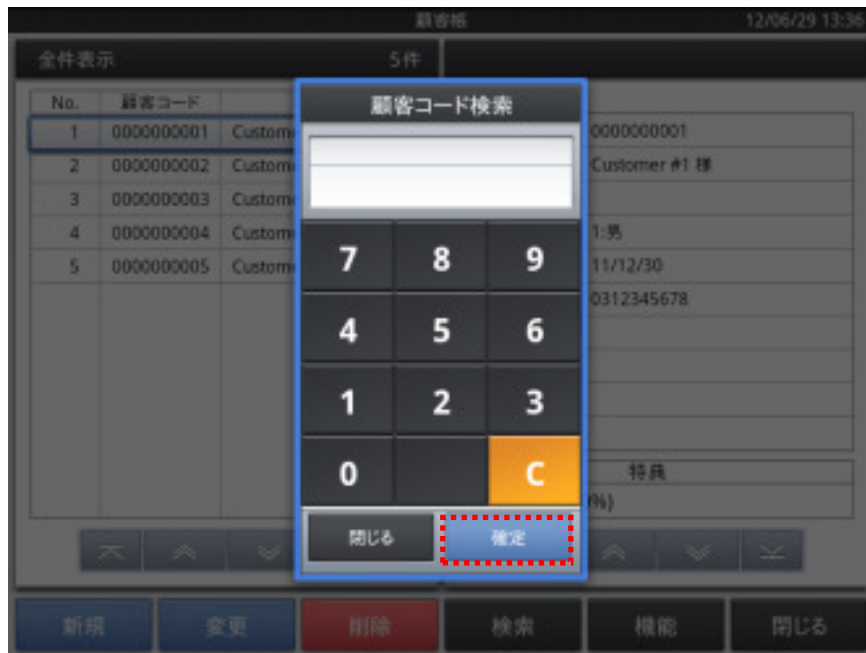 顧客帳 12/06/29 13:36
全件表示 5件
No. 顧客コード
1 0000000001 Custome
2 0000000002 Custome
3 0000000003 Custome
4 0000000004 Custome
5 0000000005 Custome
顧客コード検索
7 8 9
4 5 6
1 2 3
0 C
閉じる 確定
0000000001
Customer #1 様
1:男
11/12/30
0312345678
特典
%)
新規 変更 削除 検索 機能 閉じる